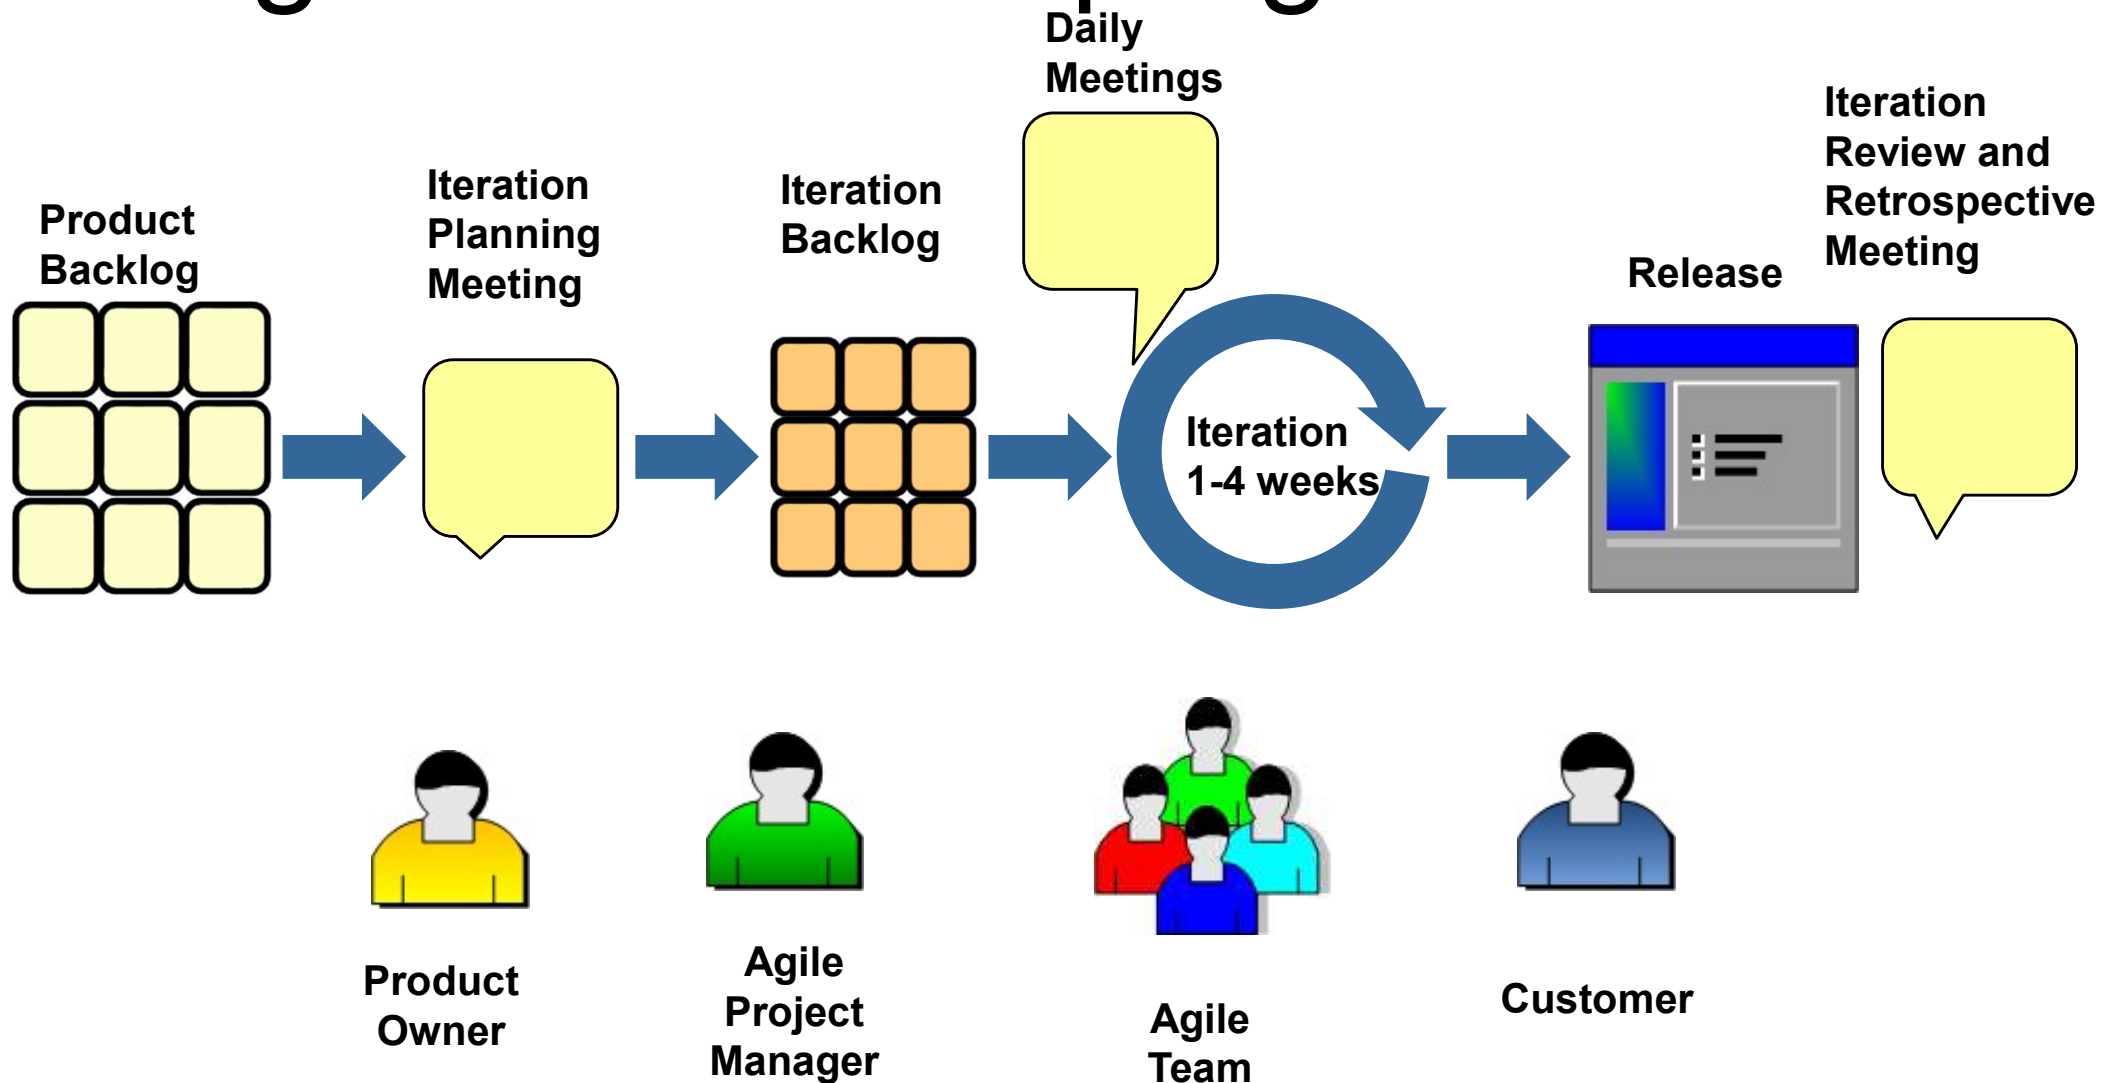 Daily
Meetings
Iteration
Review and
Retrospective
Meeting
Product
Backlog
Iteration
Planning
Meeting
Iteration
Backlog
Release
Iteration
1-4 weeks
Product
Owner
Agile
Project
Manager
Agile
Team
Customer